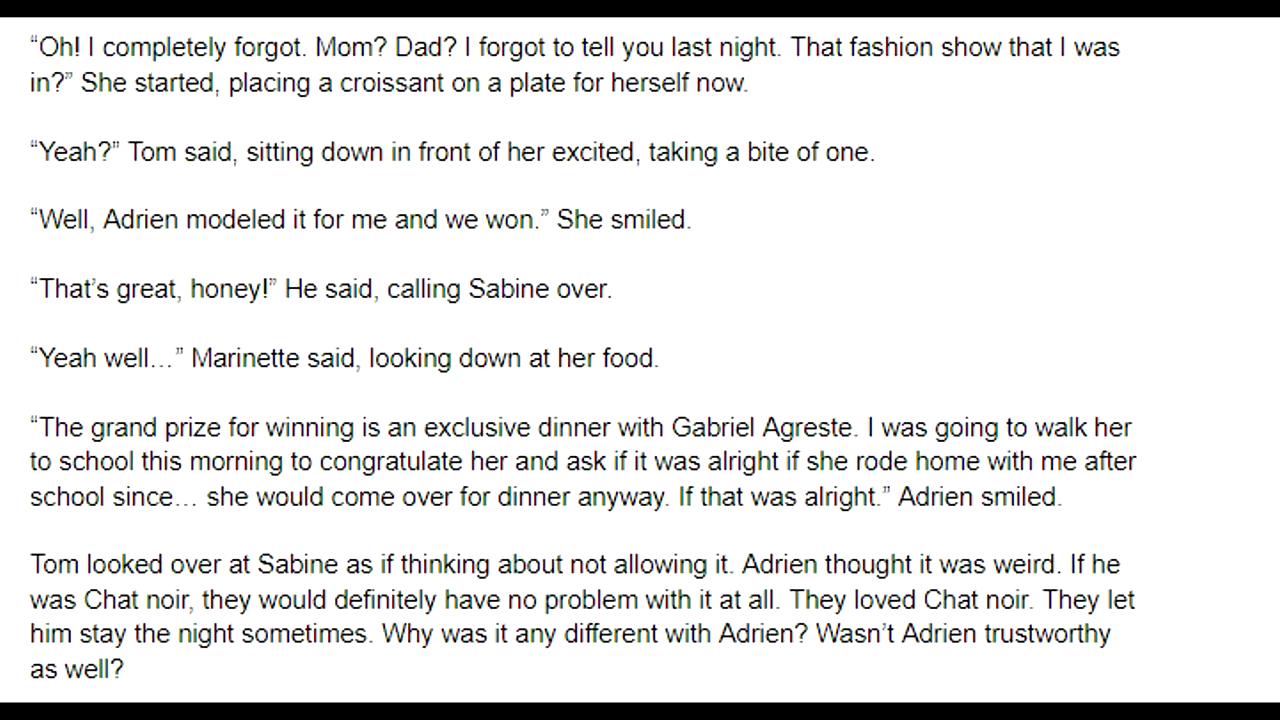 “Oh! I completely forgot. Mom? Dad? I forgot to tell you last night. That fashion show that I was
in?” She started, placing a croissant on a plate for herself now.
“Yeah?” Tom said, sitting down in front of her excited, taking a bite of one.
“Well, Adrien modeled it for me and we won.” She smiled.
“That’s great, honey!” He said, calling Sabine over.
“Yeah well…” Marinette said, looking down at her food.
“The grand prize for winning is an exclusive dinner with Gabriel Agreste. I was going to walk her
to school this morning to congratulate her and ask if it was alright if she rode home with me after
school since… she would come over for dinner anyway. If that was alright.” Adrien smiled.
Tom looked over at Sabine as if thinking about not allowing it. Adrien thought it was weird. If he
was Chat noir, they would definitely have no problem with it at all. They loved Chat noir. They let
him stay the night sometimes. Why was it any different with Adrien? Wasn’t Adrien trustworthy
as well?